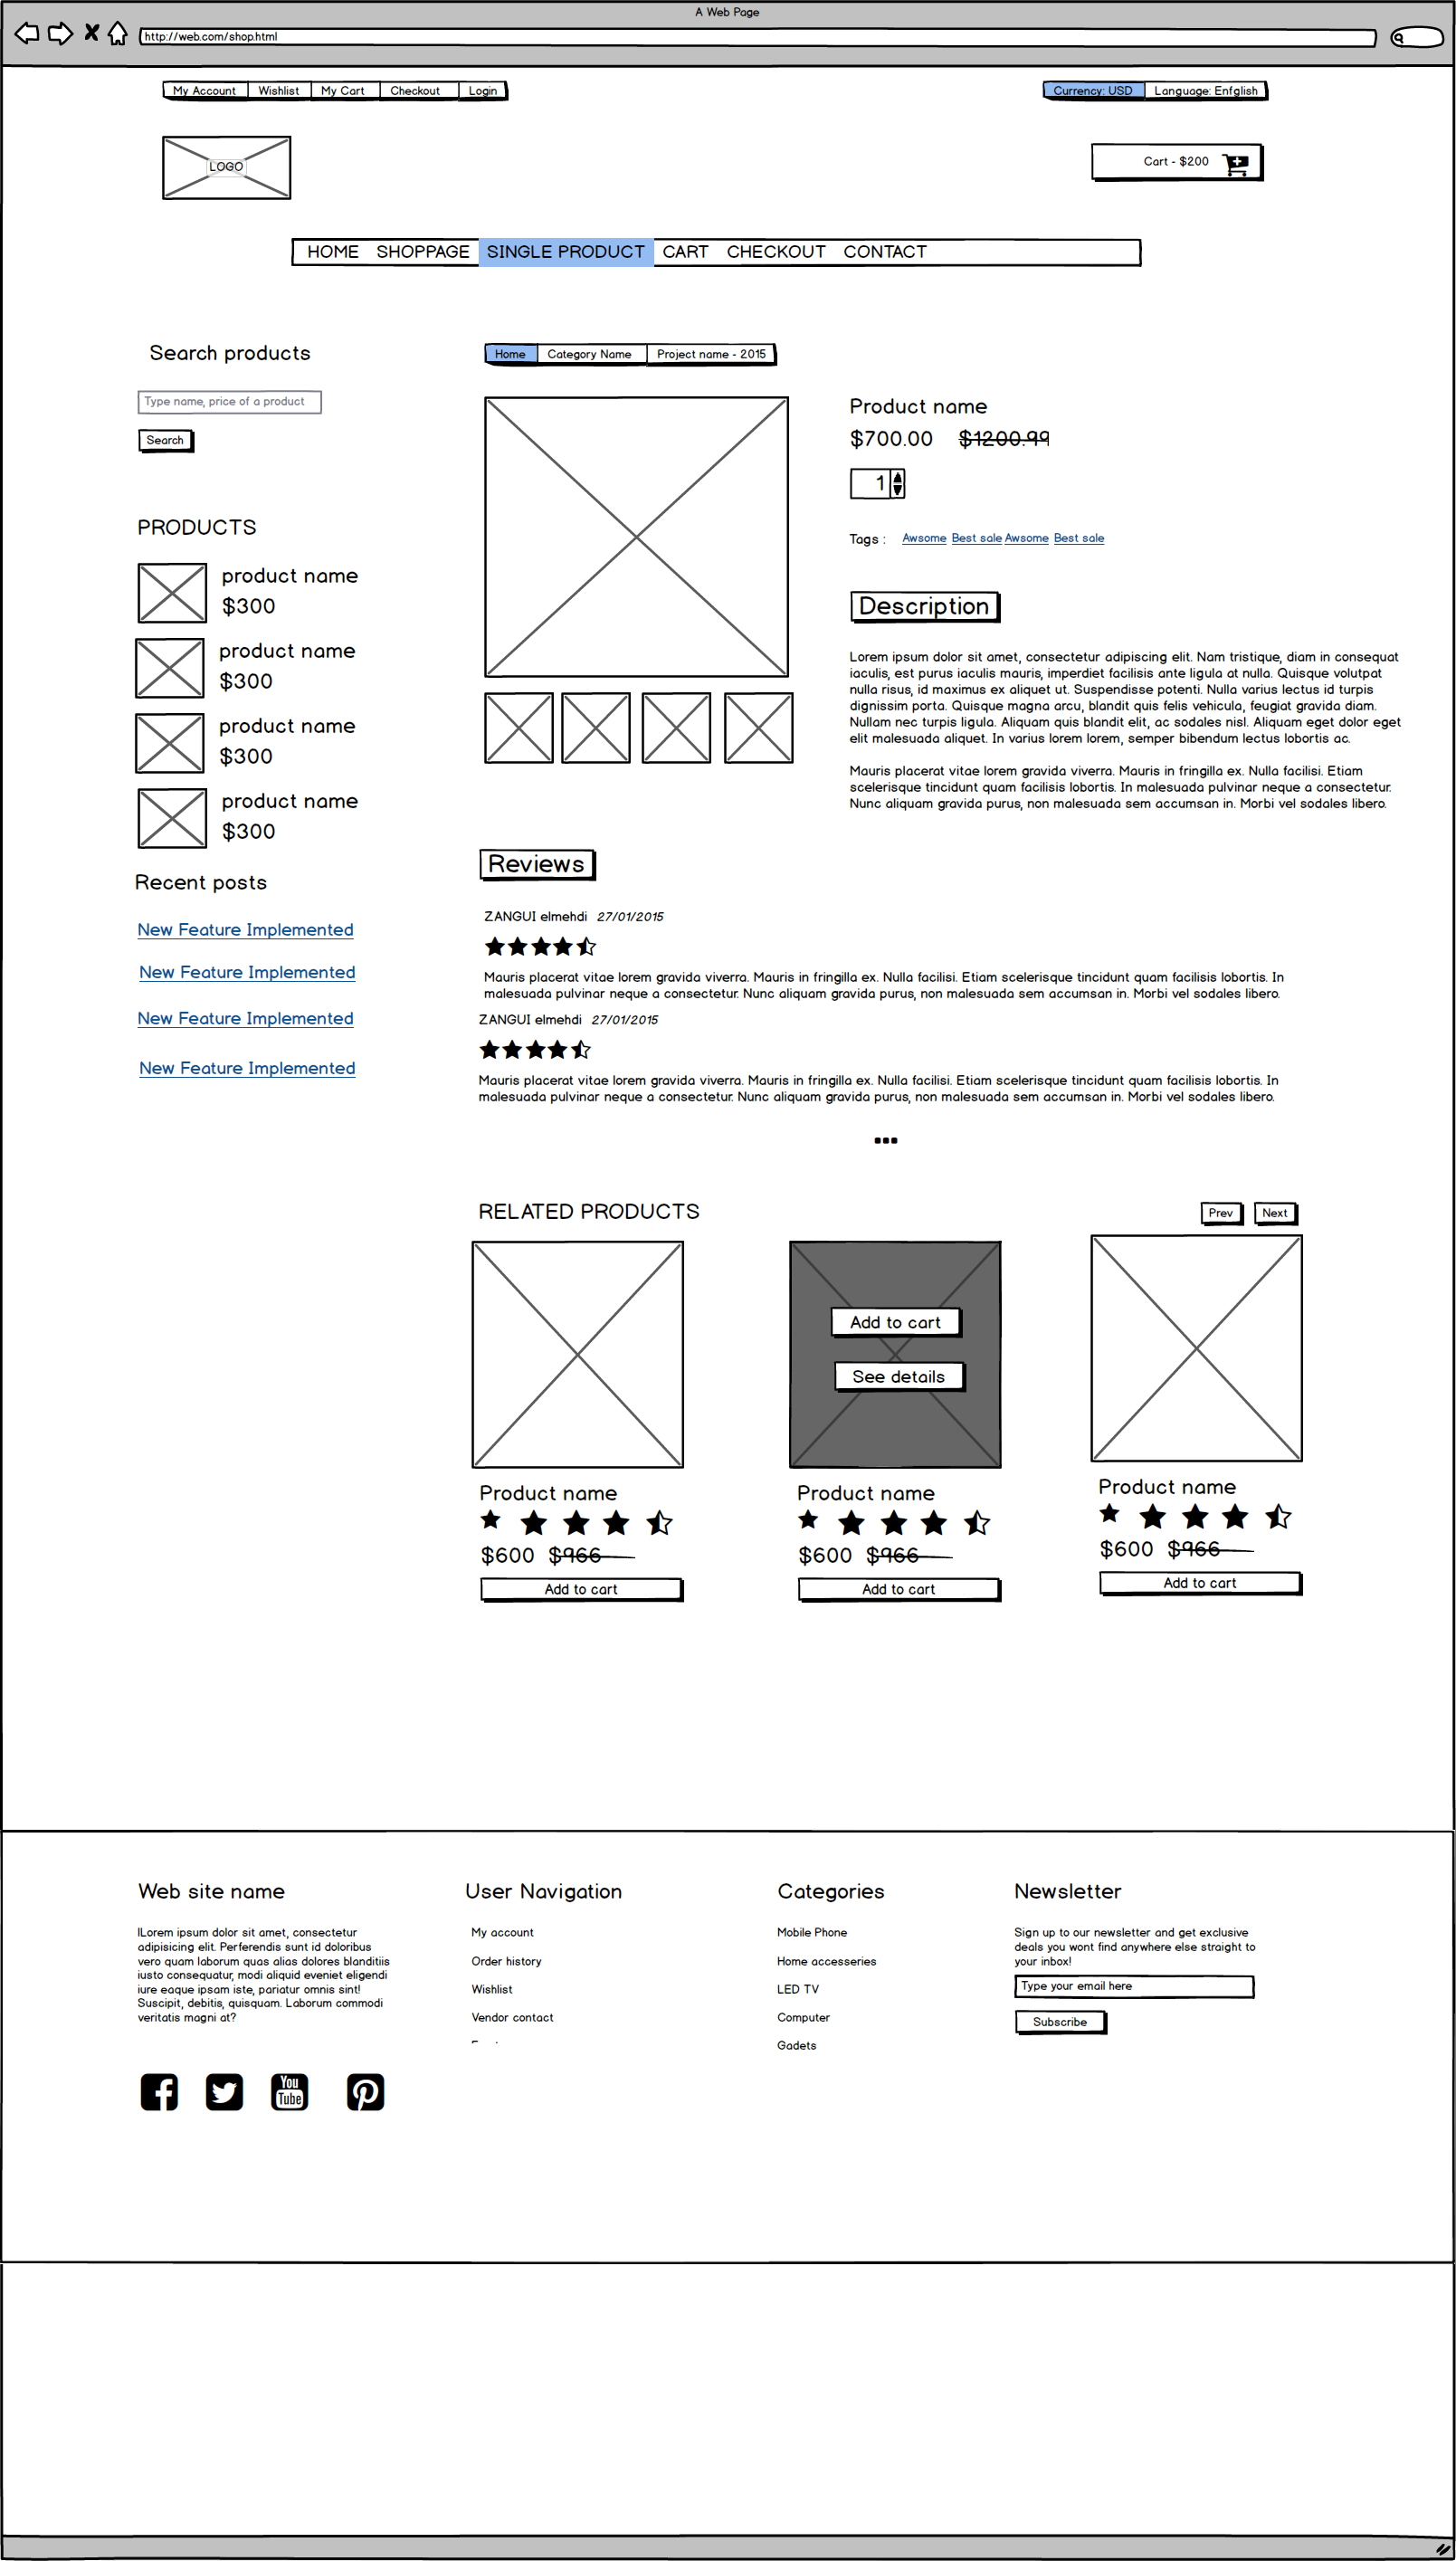 A Web Page
http://web.com/shop.html
My Account Wishlist My Cart Checkout Login
Currency: USD Language: Enfglish
LOGO
Cart - $200
HOME SHOPPAGE SINGLE PRODUCT CART CHECKOUT CONTACT
Search products
Type name, price of a product
Search
PRODUCTS
product name
$300
product name
$300
product name
$300
product name
$300
Recent posts
New Feature Implemented
New Feature Implemented
New Feature Implemented
New Feature Implemented
Home Category Name Project name - 2015
Product name
$700.00 $1200.99
1
Tags : Awsome Best sale Awsome Best sale
Description
Lorem ipsum dolor sit amet, consectetur adipiscing elit. Nam tristique, diam in consequat
iaculis, est purus iaculis mauris, imperdiet facilisis ante ligula at nulla. Quisque volutpat
nulla risus, id maximus ex aliquet ut. Suspendisse potenti. Nulla varius lectus id turpis
dignissim porta. Quisque magna arcu, blandit quis felis vehicula, feugiat gravida diam.
Nullam nec turpis ligula. Aliquam quis blandit elit, ac sodales nisl. Aliquam eget dolor eget
elit malesuada aliquet. In varius lorem lorem, semper bibendum lectus lobortis ac.
Mauris placerat vitae lorem gravida viverra. Mauris in fringilla ex. Nulla facilisi. Etiam
scelerisque tincidunt quam facilisis lobortis. In malesuada pulvinar neque a consectetur.
Nunc aliquam gravida purus, non malesuada sem accumsan in. Morbi vel sodales libero.
Reviews
ZANGUI elmehdi 27/01/2015
Mauris placerat vitae lorem gravida viverra. Mauris in fringilla ex. Nulla facilisi. Etiam scelerisque tincidunt quam facilisis lobortis. In
malesuada pulvinar neque a consectetur. Nunc aliquam gravida purus, non malesuada sem accumsan in. Morbi vel sodales libero.
ZANGUI elmehdi 27/01/2015
Mauris placerat vitae lorem gravida viverra. Mauris in fringilla ex. Nulla facilisi. Etiam scelerisque tincidunt quam facilisis lobortis. In
malesuada pulvinar neque a consectetur. Nunc aliquam gravida purus, non malesuada sem accumsan in. Morbi vel sodales libero.
RELATED PRODUCTS
Prev Next
Add to cart
See details
Product name
$600 $966
Add to cart
Product name
$600 $966
Add to cart
Product name
$600 $966
Add to cart
Web site name
lLorem ipsum dolor sit amet, consectetur
adipisicing elit. Perferendis sunt id doloribus
vero quam laborum quas alias dolores blanditiis
iusto consequatur, modi aliquid eveniet eligendi
iure eaque ipsam iste, pariatur omnis sint!
Suscipit, debitis, quisquam. Laborum commodi
veritatis magni at?
You
Tube
User Navigation
My account
Order history
Wishlist
Vendor contact
Categories
Mobile Phone
Home accesseries
LED TV
Computer
Gadets
Newsletter
Sign up to our newsletter and get exclusive
deals you wont find anywhere else straight to
your inbox!
Type your email here
Subscribe